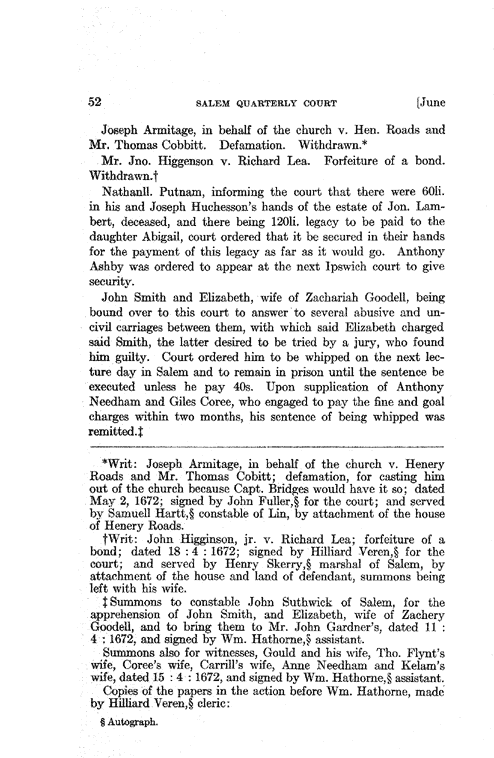 52 SALEM QUARTERLY COURT [June
Joseph Armitage, in behalf of the church v. Hen. Roads and
Mr. Thomas Cobbitt. Defamation. Withdrawn.*
Mr. Jno. Higgenson v. Richard Lea. Forfeiture of a bond.
Withdrawn.†
Nathanll. Putnam, informing the court that there were 60li.
in his and Joseph Huchesson's hands of the estate of Jon. Lam-
bert, deceased, and there being 120li. legacy to be paid to the
daughter Abigail, court ordered that it be secured in their hands
for the payment of this legacy as far as it would go. Anthony
Ashby was ordered to appear at the next Ipswich court to give
security.
John Smith and Elizabeth, wife of Zachariah Goodell, being
bound over to this court to answer to several abusive and un-
civil carriages between them, with which said Elizabeth charged
said Smith, the latter desired to be tried by a jury, who found
him guilty. Court ordered him to be whipped on the next lec-
ture day in Salem and to remain in prison until the sentence be
executed unless he pay 40s. Upon supplication of Anthony
Needham and Giles Coree, who engaged to pay the fine and goal
charges within two months, his sentence of being whipped was
remitted.‡
*Writ: Joseph Armitage, in behalf of the church v. Henery
Roads and Mr. Thomas Cobitt; defamation, for casting him
out of the church because Capt. Bridges would have it so; dated
May 2, 1672; signed by John Fuller,§ for the court; and served
by Samuell Hartt,§ constable of Lin, by attachment of the house
of Henery Roads.
†Writ: John Higginson, jr. v. Richard Lea; forfeiture of a
bond; dated 18 : 4 : 1672; signed by Hilliard Veren,§ for the
court; and served by Henry Skerry,§ marshal of Salem, by
attachment of the house and land of defendant, summons being
left with his wife.
‡Summons to constable John Suthwick of Salem, for the
apprehension of John Smith, and Elizabeth, wife of Zachery
Goodell, and to bring them to Mr. John Gardner's, dated 11 :
4 : 1672, and signed by Wm. Hathorne,§ assistant.
Summons also for witnesses, Gould and his wife, Tho. Flynt's
wife, Coree's wife, Carrill's wife, Anne Needham and Kelam's
wife, dated 15 : 4 : 1672, and signed by Wm. Hathorne,§ assistant.
Copies of the papers in the action before Wm. Hathorne, made
by Hilliard Veren,§ cleric:
§ Autograph.